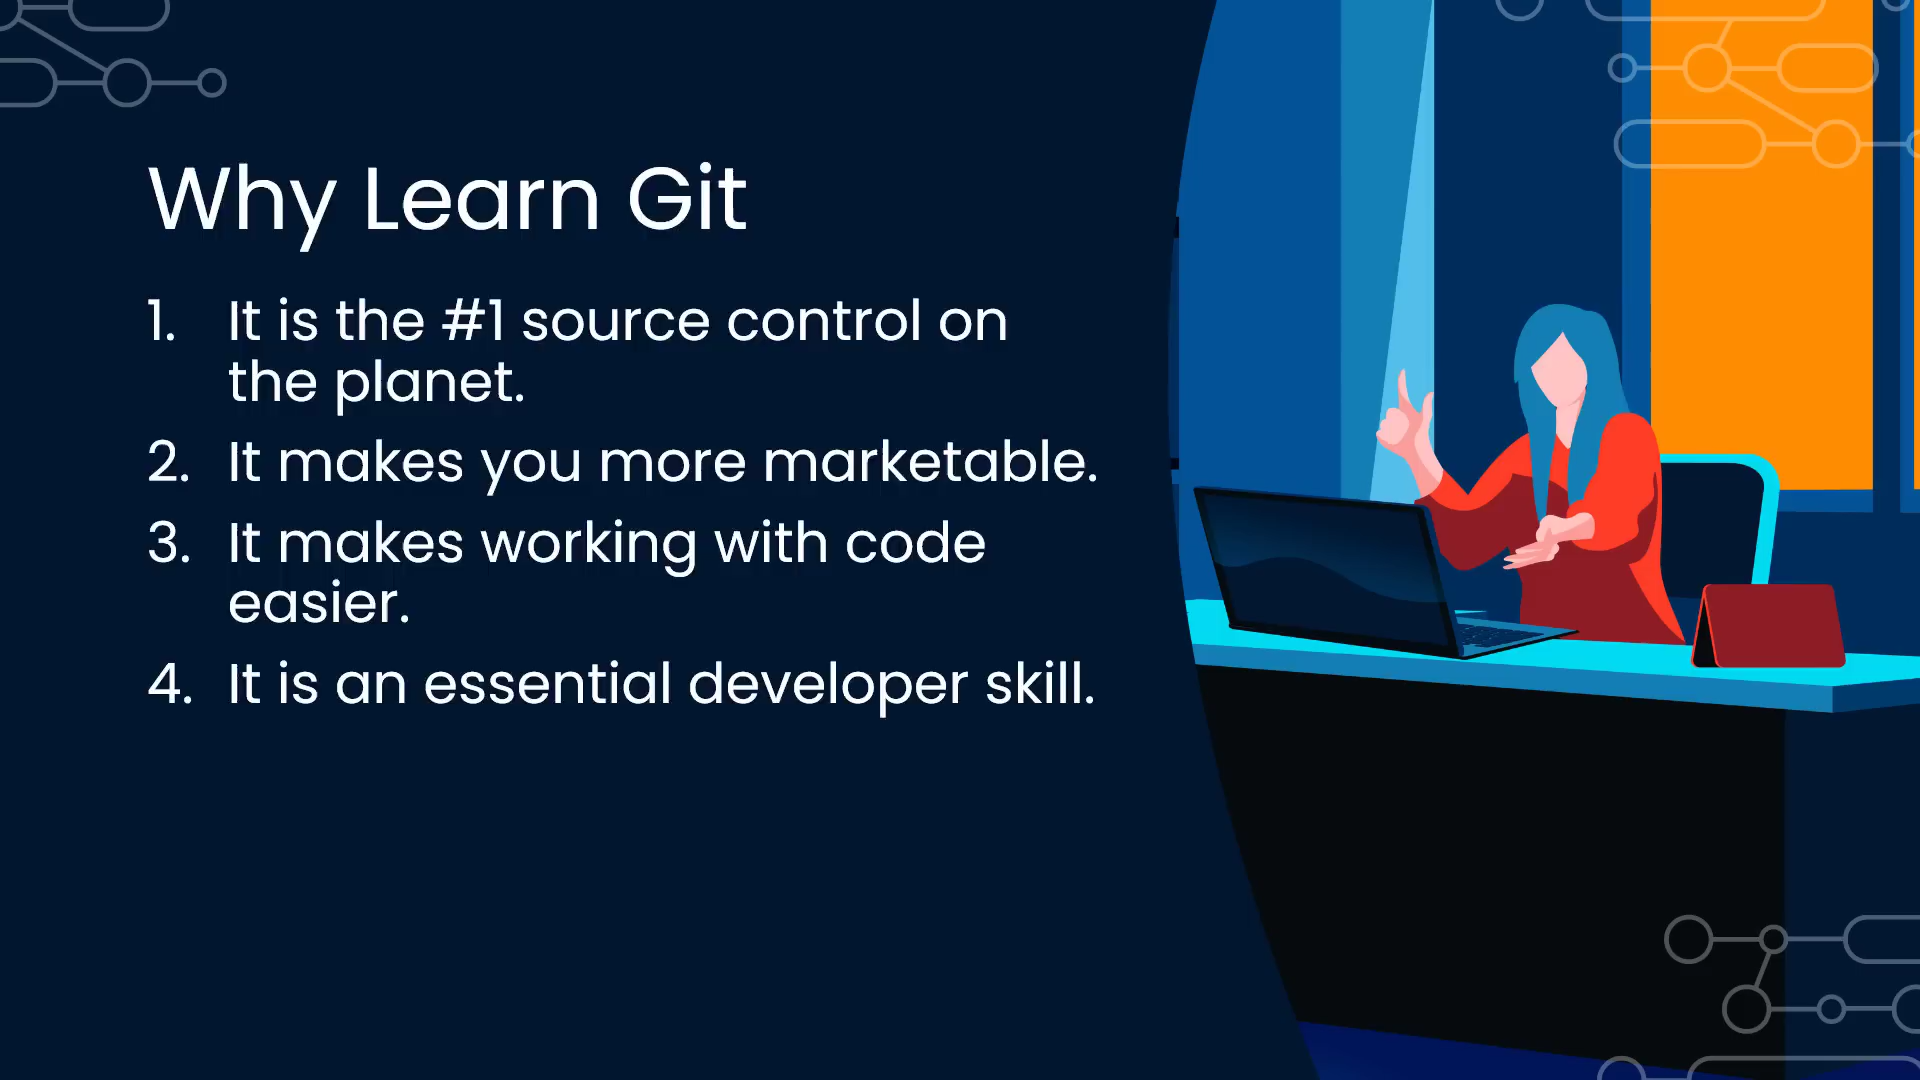 Why Learn Git
1. It is the #1 source control on
the planet.
2. It makes you more marketable.
3. It makes working with code
easier.
4. It is an essential developer skill.